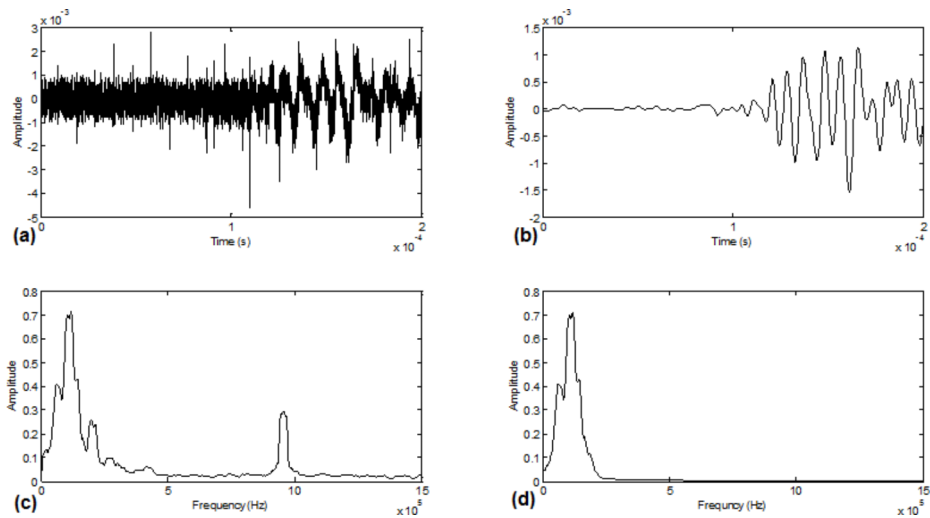 x 10⁻³
3
2
1
0
-1
-2
-3
-4
-5
Amplitude
0
1
2
Time (s)
x 10⁻⁴
(a)
x 10⁻³
1.5
1
0.5
0
-0.5
-1
-1.5
-2
Amplitude
0
1
2
Time (s)
x 10⁻⁴
(b)
0.8
0.7
0.6
0.5
0.4
0.3
0.2
0.1
0
Amplitude
0
5
10
15
Frequency (Hz)
x 10⁵
(c)
0.8
0.7
0.6
0.5
0.4
0.3
0.2
0.1
0
Amplitude
0
5
10
15
Frequncy (Hz)
x 10⁵
(d)